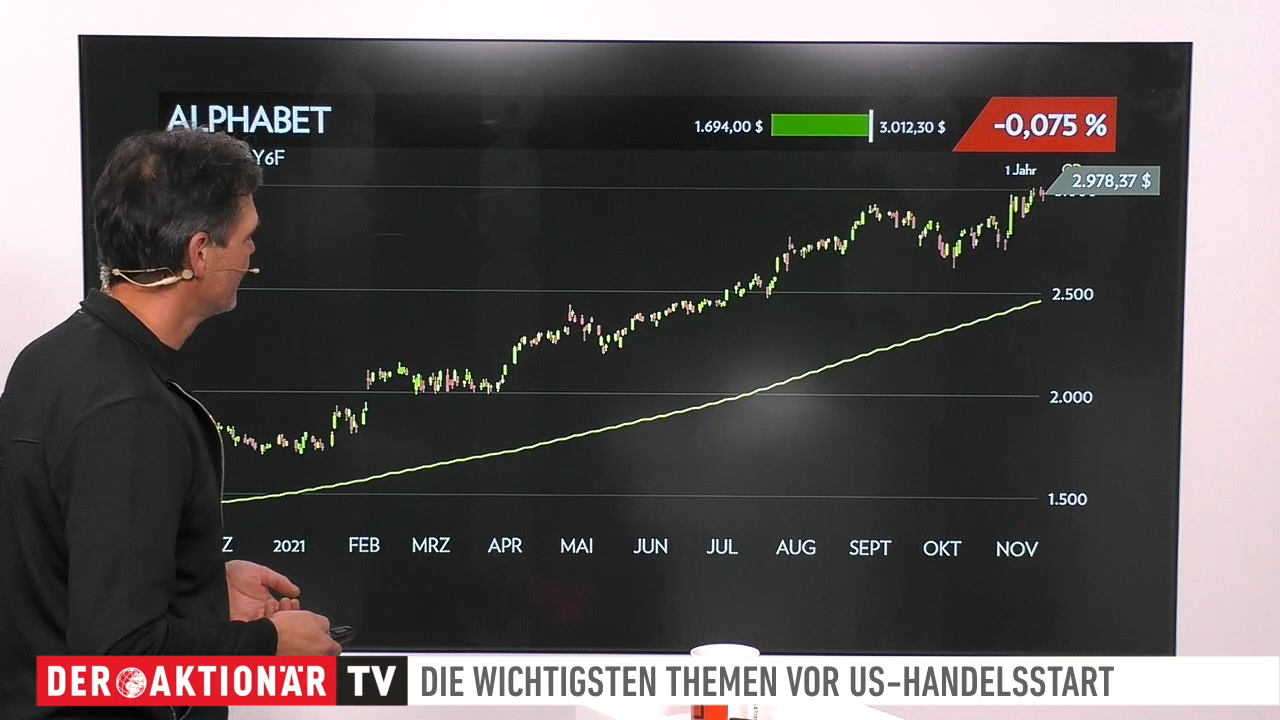 ALPHABET
1.694,00 $
3.012,30 $
-0,075 %
Y6F
1 Jahr
2.978,37 $
2.500
2.000
1.500
Z 2021 FEB MRZ APR MAI JUN JUL AUG SEPT OKT NOV
DER AKTIONÄR TV DIE WICHTIGSTEN THEMEN VOR US-HANDELSSTART